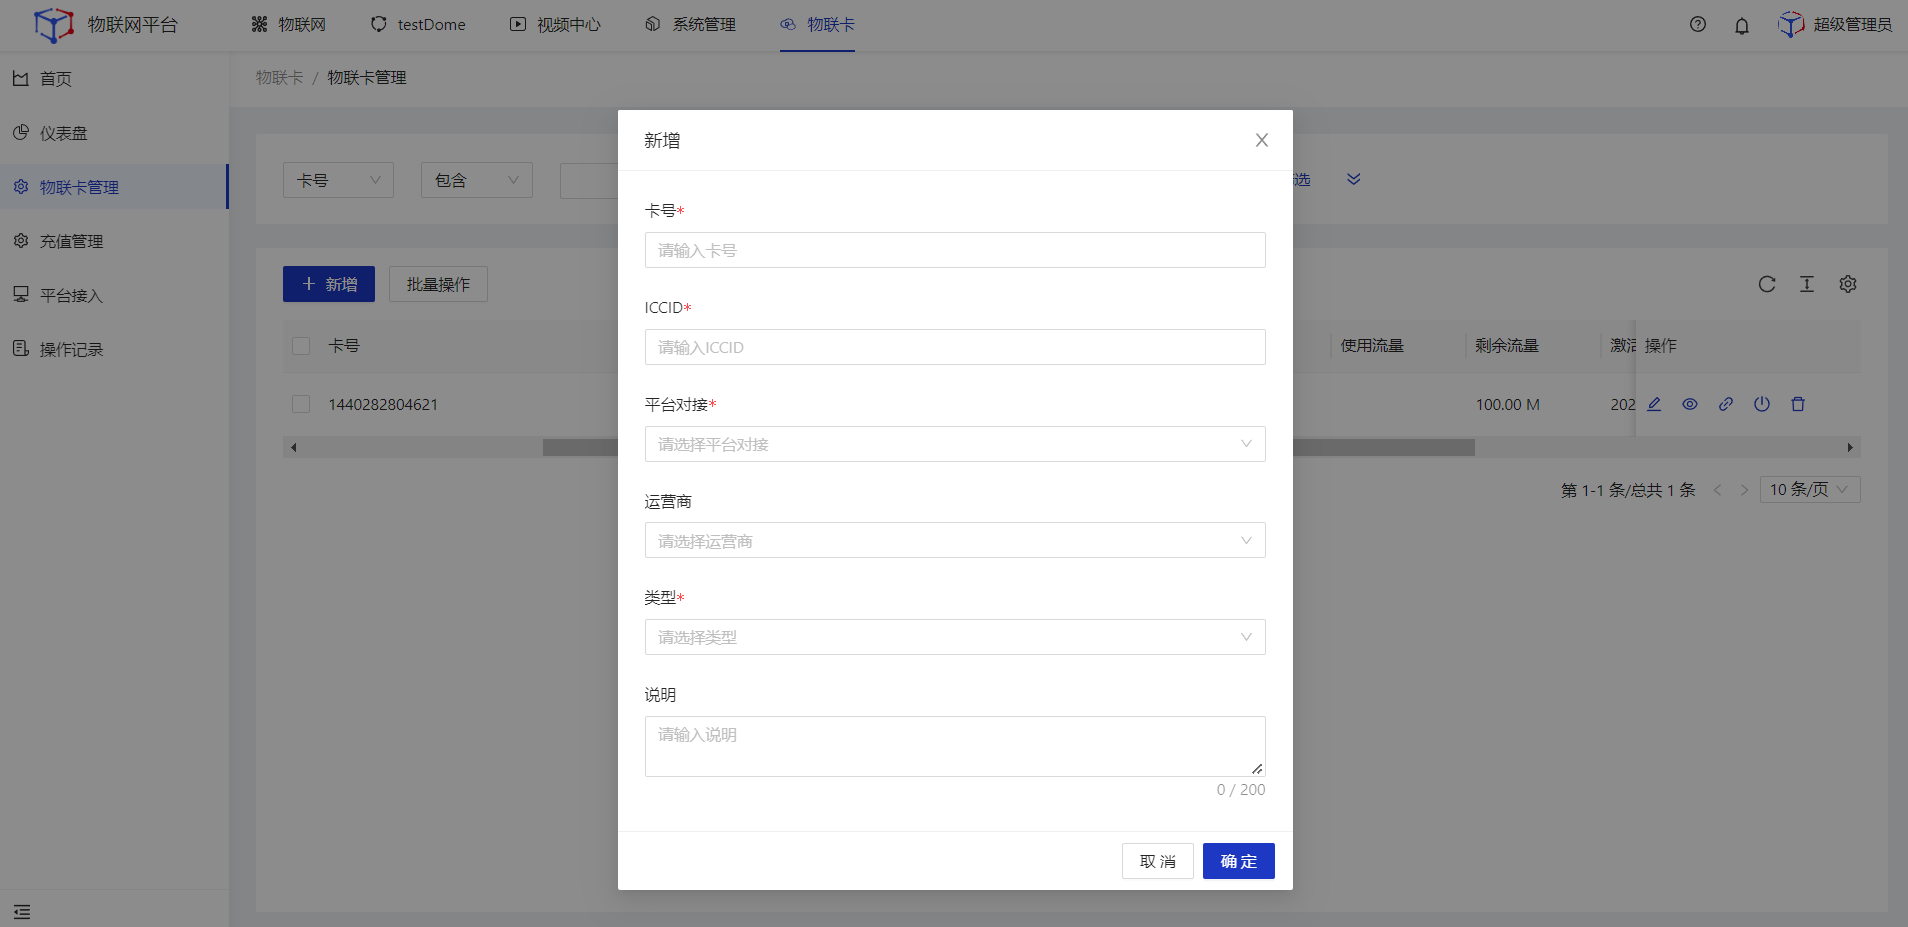 物联网平台
物联网
testDome
视频中心
系统管理
物联卡
超级管理员
首页
仪表盘
物联卡管理
充值管理
平台接入
操作记录
物联卡 / 物联卡管理
卡号
包含
选
新增
批量操作
卡号
使用流量
剩余流量
激活
操作
1440282804621
100.00 M
202
第 1-1 条/总共 1 条
10 条/页
新增
卡号*
请输入卡号
ICCID*
请输入ICCID
平台对接*
请选择平台对接
运营商
请选择运营商
类型*
请选择类型
说明
请输入说明
0 / 200
取 消
确 定